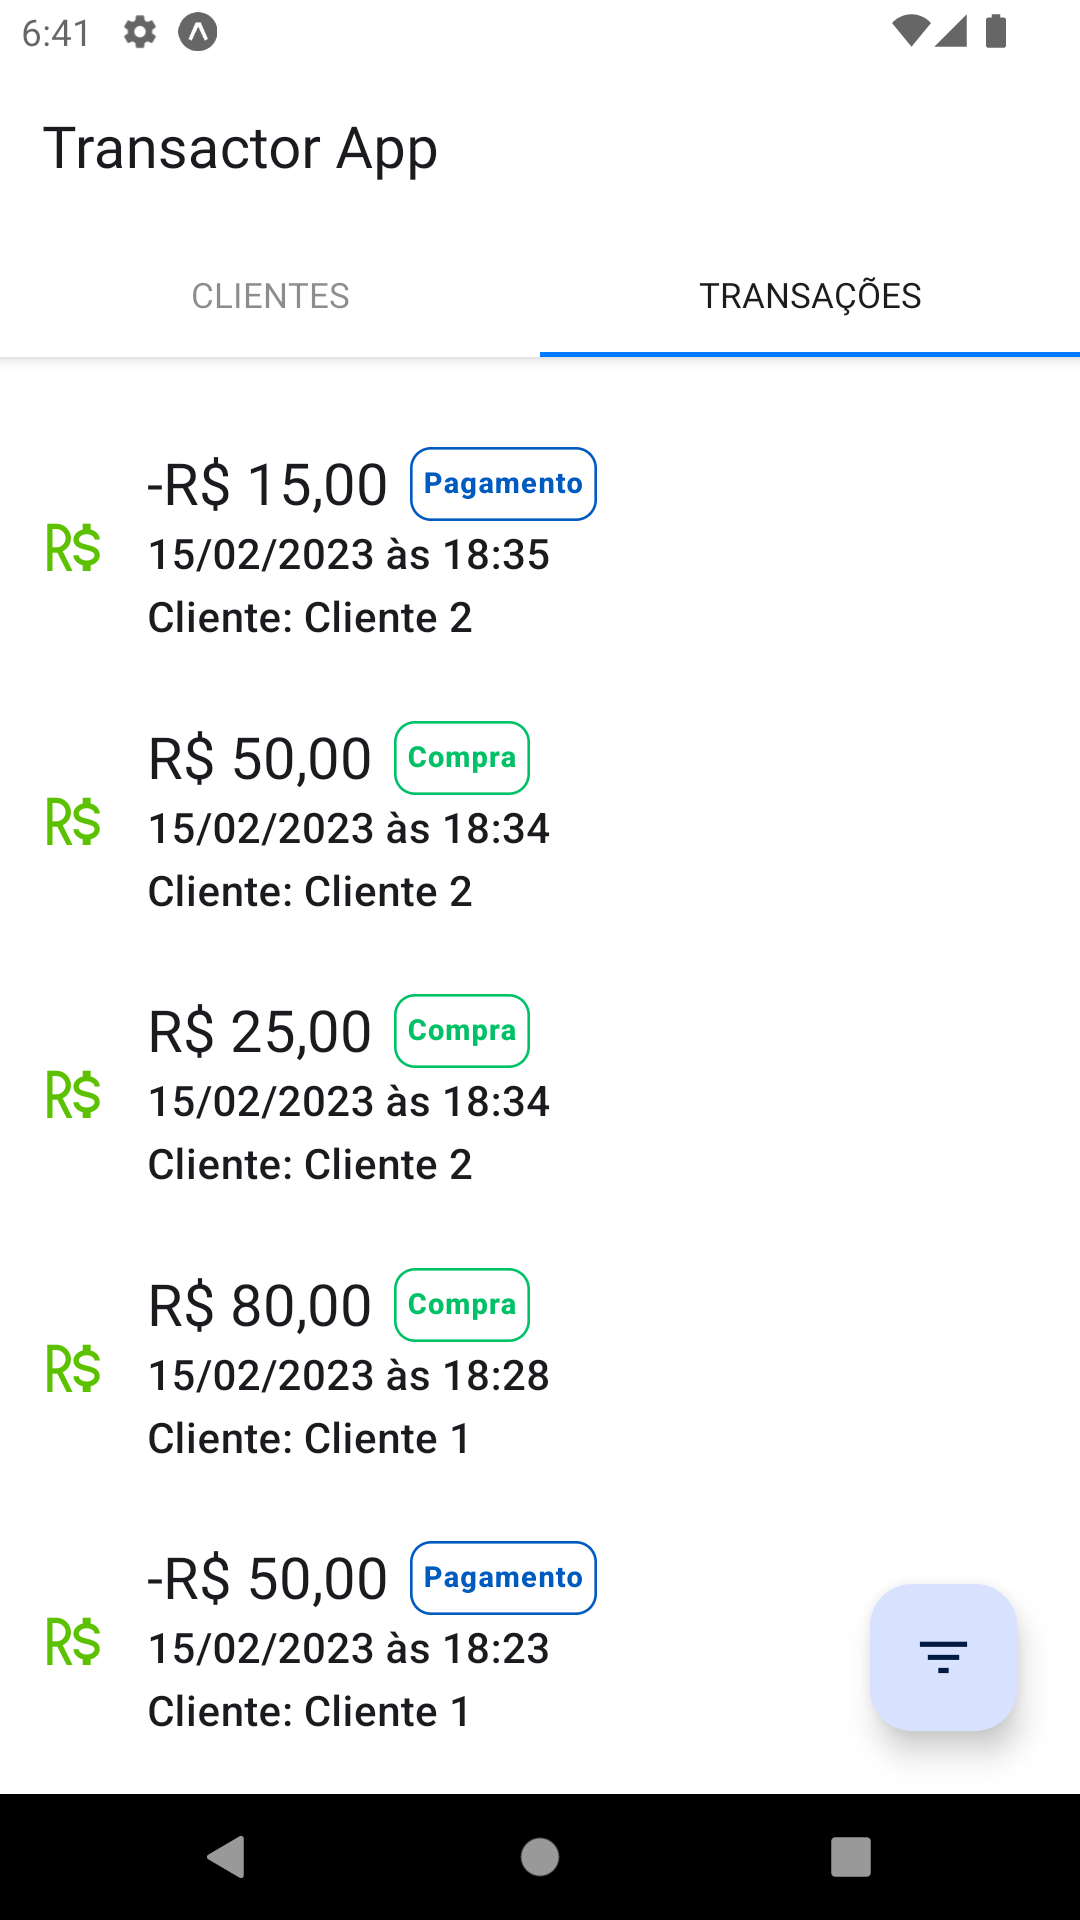 6:41
Transactor App
CLIENTES TRANSAÇÕES
-R$ 15,00 Pagamento
R$ 15/02/2023 às 18:35
Cliente: Cliente 2
R$ 50,00 Compra
R$ 15/02/2023 às 18:34
Cliente: Cliente 2
R$ 25,00 Compra
R$ 15/02/2023 às 18:34
Cliente: Cliente 2
R$ 80,00 Compra
R$ 15/02/2023 às 18:28
Cliente: Cliente 1
-R$ 50,00 Pagamento
R$ 15/02/2023 às 18:23
Cliente: Cliente 1